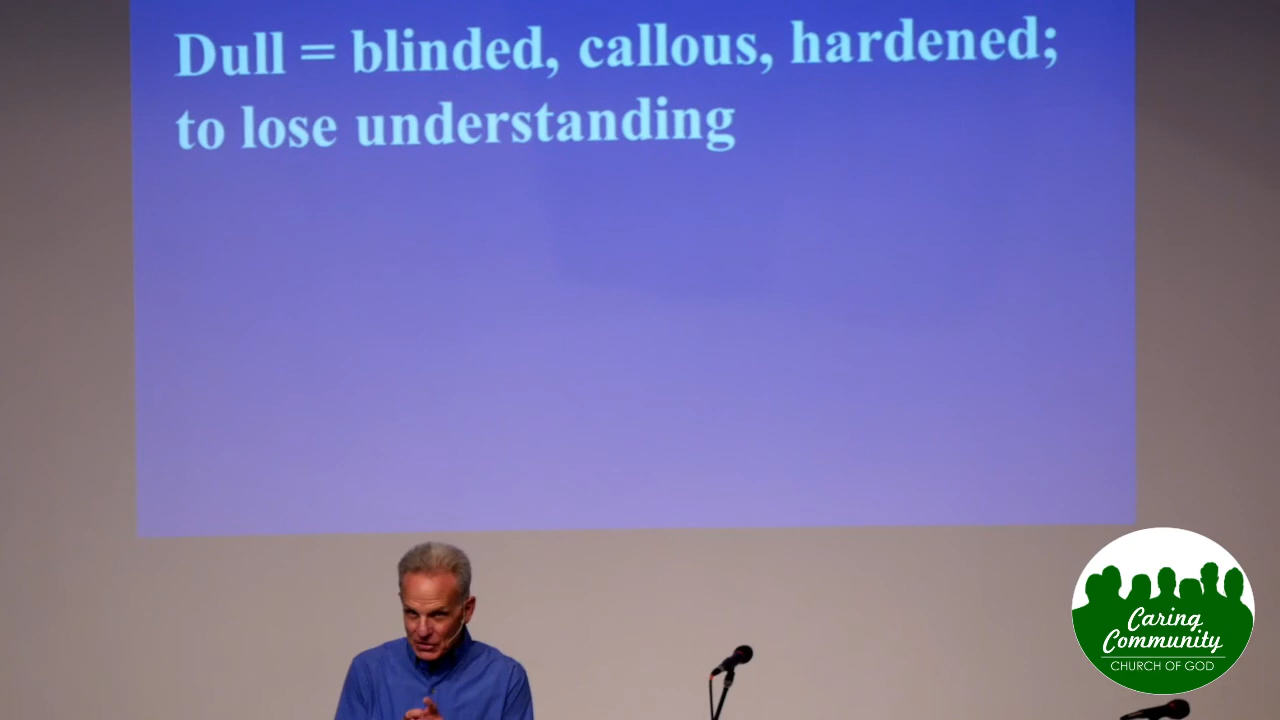 Dull = blinded, callous, hardened;
to lose understanding
Caring
Community
CHURCH OF GOD